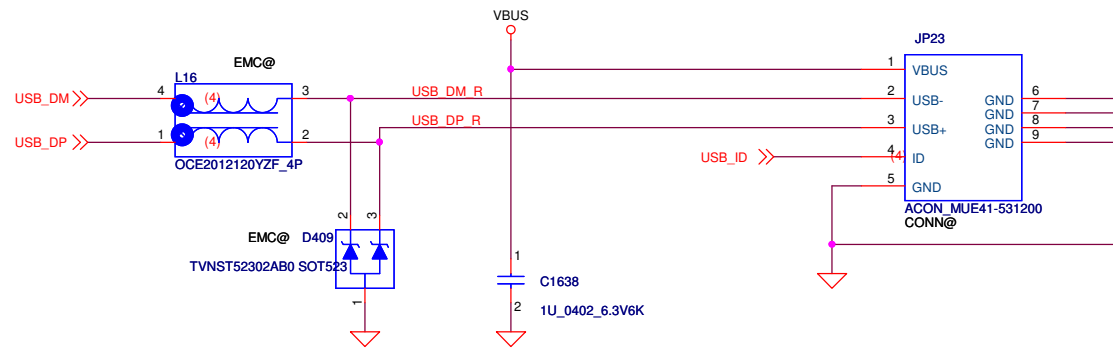 VBUS
JP23
EMC@
L16
1
VBUS
USB_DM
4
(4)
3
USB_DM_R
2
USB-
GND
6
7
USB_DP
1
(4)
2
USB_DP_R
3
USB+
GND
GND
8
GND
9
OCE2012120YZF_4P
USB_ID
4
(4)
ID
5
GND
ACON_MUE41-531200
CONN@
2
3
EMC@
D409
TVNST52302AB0 SOT523
1
1
C1638
2
1U_0402_6.3V6K